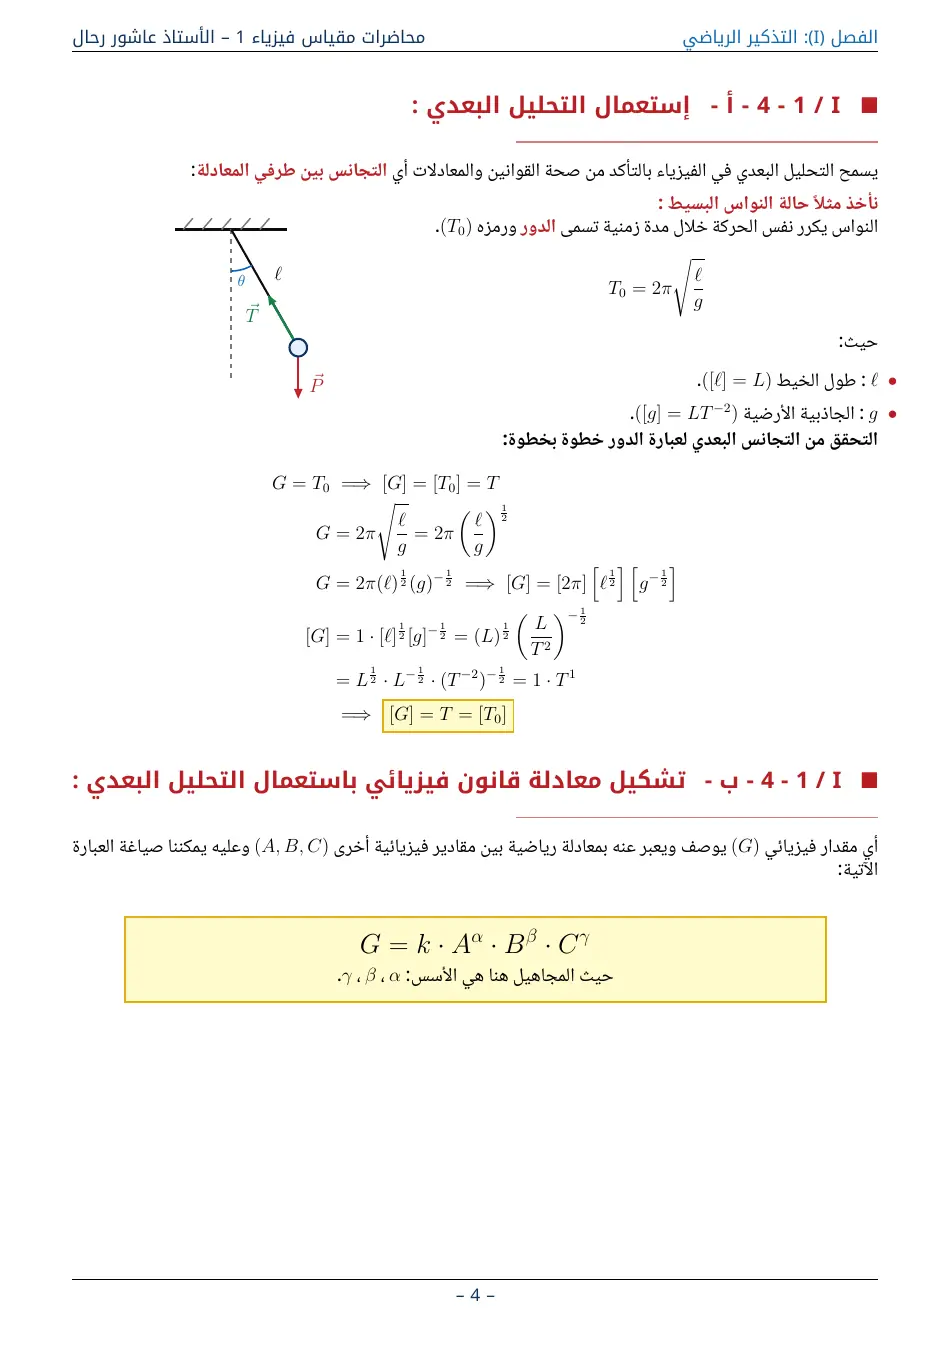 الفصل (I): التذكير الرياضي
محاضرات مقياس فيزياء 1 – الأستاذ عاشور رحال
■ I / 1 - 4 - أ - إستعمال التحليل البعدي :
يسمح التحليل البعدي في الفيزياء بالتأكد من صحة القوانين والمعادلات أي التجانس بين طرفي المعادلة:
نأخذ مثلاً حالة النواس البسيط :
النواس يكرر نفس الحركة خلال مدة زمنية تسمى الدور ورمزه (T₀).
θ
ℓ
T⃗
P⃗
T₀ = 2π√(ℓ/g)
حيث:
• ℓ : طول الخيط ([ℓ] = L).
• g : الجاذبية الأرضية ([g] = LT⁻²).
التحقق من التجانس البعدي لعبارة الدور خطوة بخطوة:
G = T₀ ⟹ [G] = [T₀] = T
G = 2π√(ℓ/g) = 2π(ℓ/g)^(1/2)
G = 2π(ℓ)^(1/2)(g)^(−1/2) ⟹ [G] = [2π][ℓ^(1/2)][g^(−1/2)]
[G] = 1 · [ℓ]^(1/2)[g]^(−1/2) = (L)^(1/2)(L/T²)^(−1/2)
= L^(1/2) · L^(−1/2) · (T⁻²)^(−1/2) = 1 · T¹
⟹ [G] = T = [T₀]
■ I / 1 - 4 - ب - تشكيل معادلة قانون فيزيائي باستعمال التحليل البعدي :
أي مقدار فيزيائي (G) يوصف ويعبر عنه بمعادلة رياضية بين مقادير فيزيائية أخرى (A, B, C) وعليه يمكننا صياغة العبارة
الآتية:
G = k · A^α · B^β · C^γ
حيث المجاهيل هنا هي الأسس: α ، β ، γ.
– 4 –